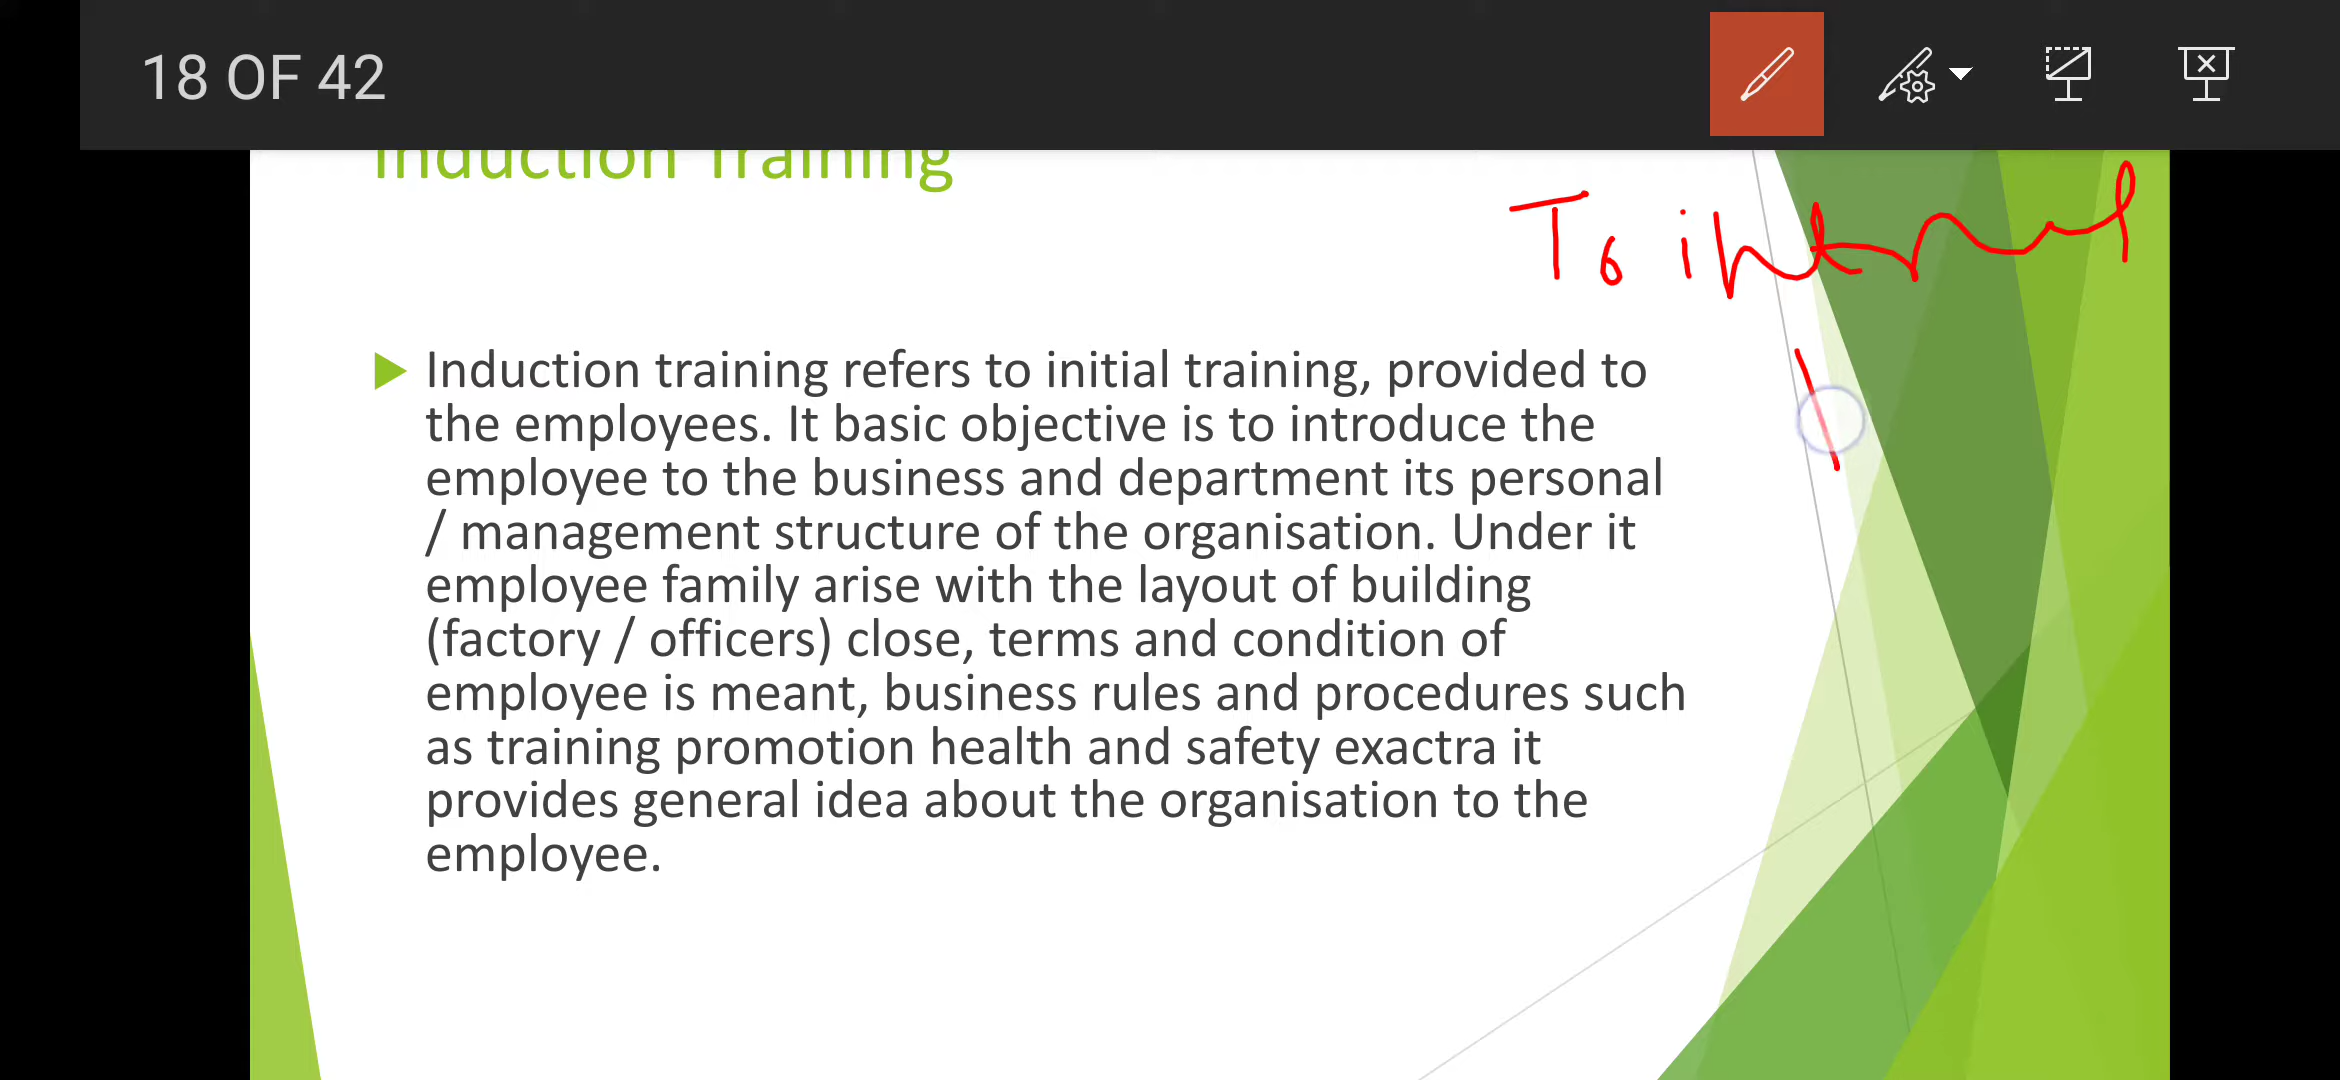 18 OF 42
Induction Training
To
Induction training refers to initial training, provided to
the employees. It basic objective is to introduce the
employee to the business and department its personal
/ management structure of the organisation. Under it
employee family arise with the layout of building
(factory / officers) close, terms and condition of
employee is meant, business rules and procedures such
as training promotion health and safety exactra it
provides general idea about the organisation to the
employee.